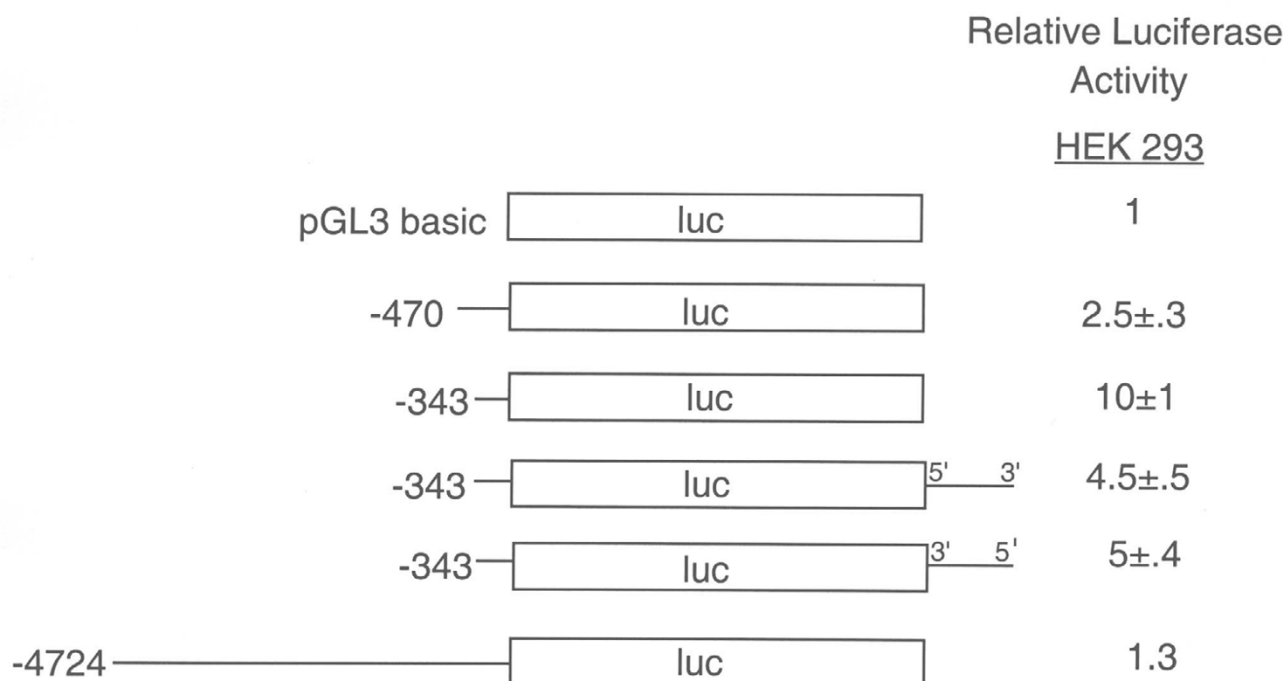 Relative Luciferase
Activity
HEK 293
pGL3 basic luc 1
-470 luc 2.5±.3
-343 luc 10±1
-343 luc 5' 3' 4.5±.5
-343 luc 3' 5' 5±.4
-4724 luc 1.3